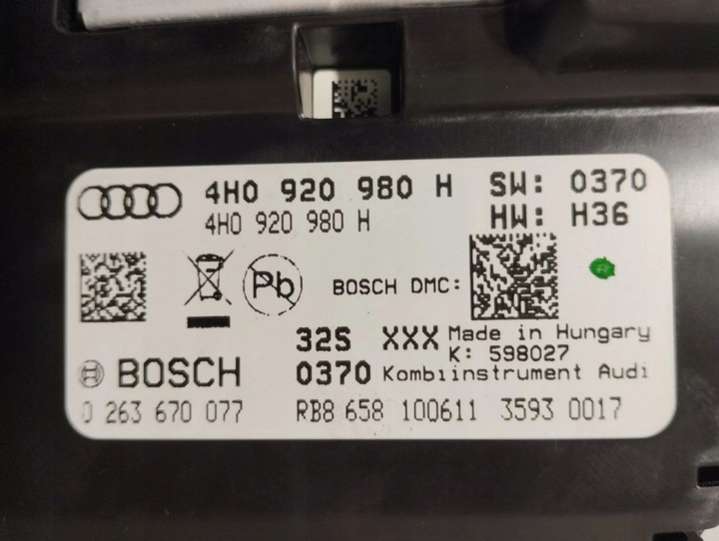 4H0 920 980 H SW: 0370
4H0 920 980 H HW: H36
Pb BOSCH DMC:
32S XXX Made in Hungary
K: 598027
BOSCH 0370 Kombiinstrument Audi
0 263 670 077 RB8 658 100611 3593 0017